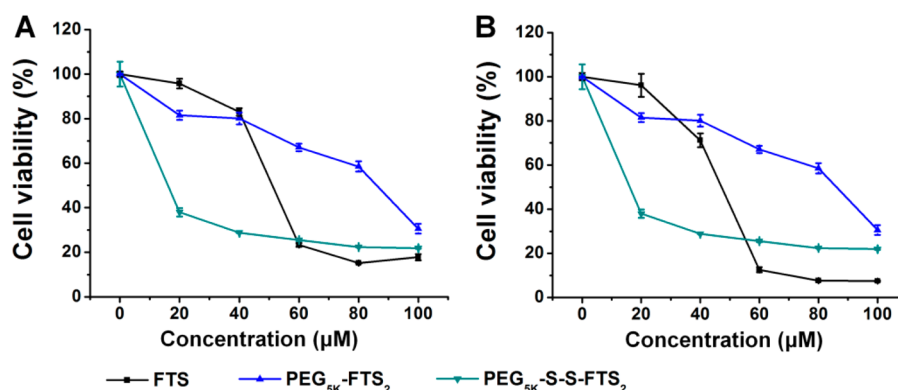 A
B
120
100
80
60
40
20
0
Cell viability (%)
0 20 40 60 80 100
Concentration (µM)
120
100
80
60
40
20
0
Cell viability (%)
0 20 40 60 80 100
Concentration (µM)
FTS PEG5K-FTS2 PEG5K-S-S-FTS2